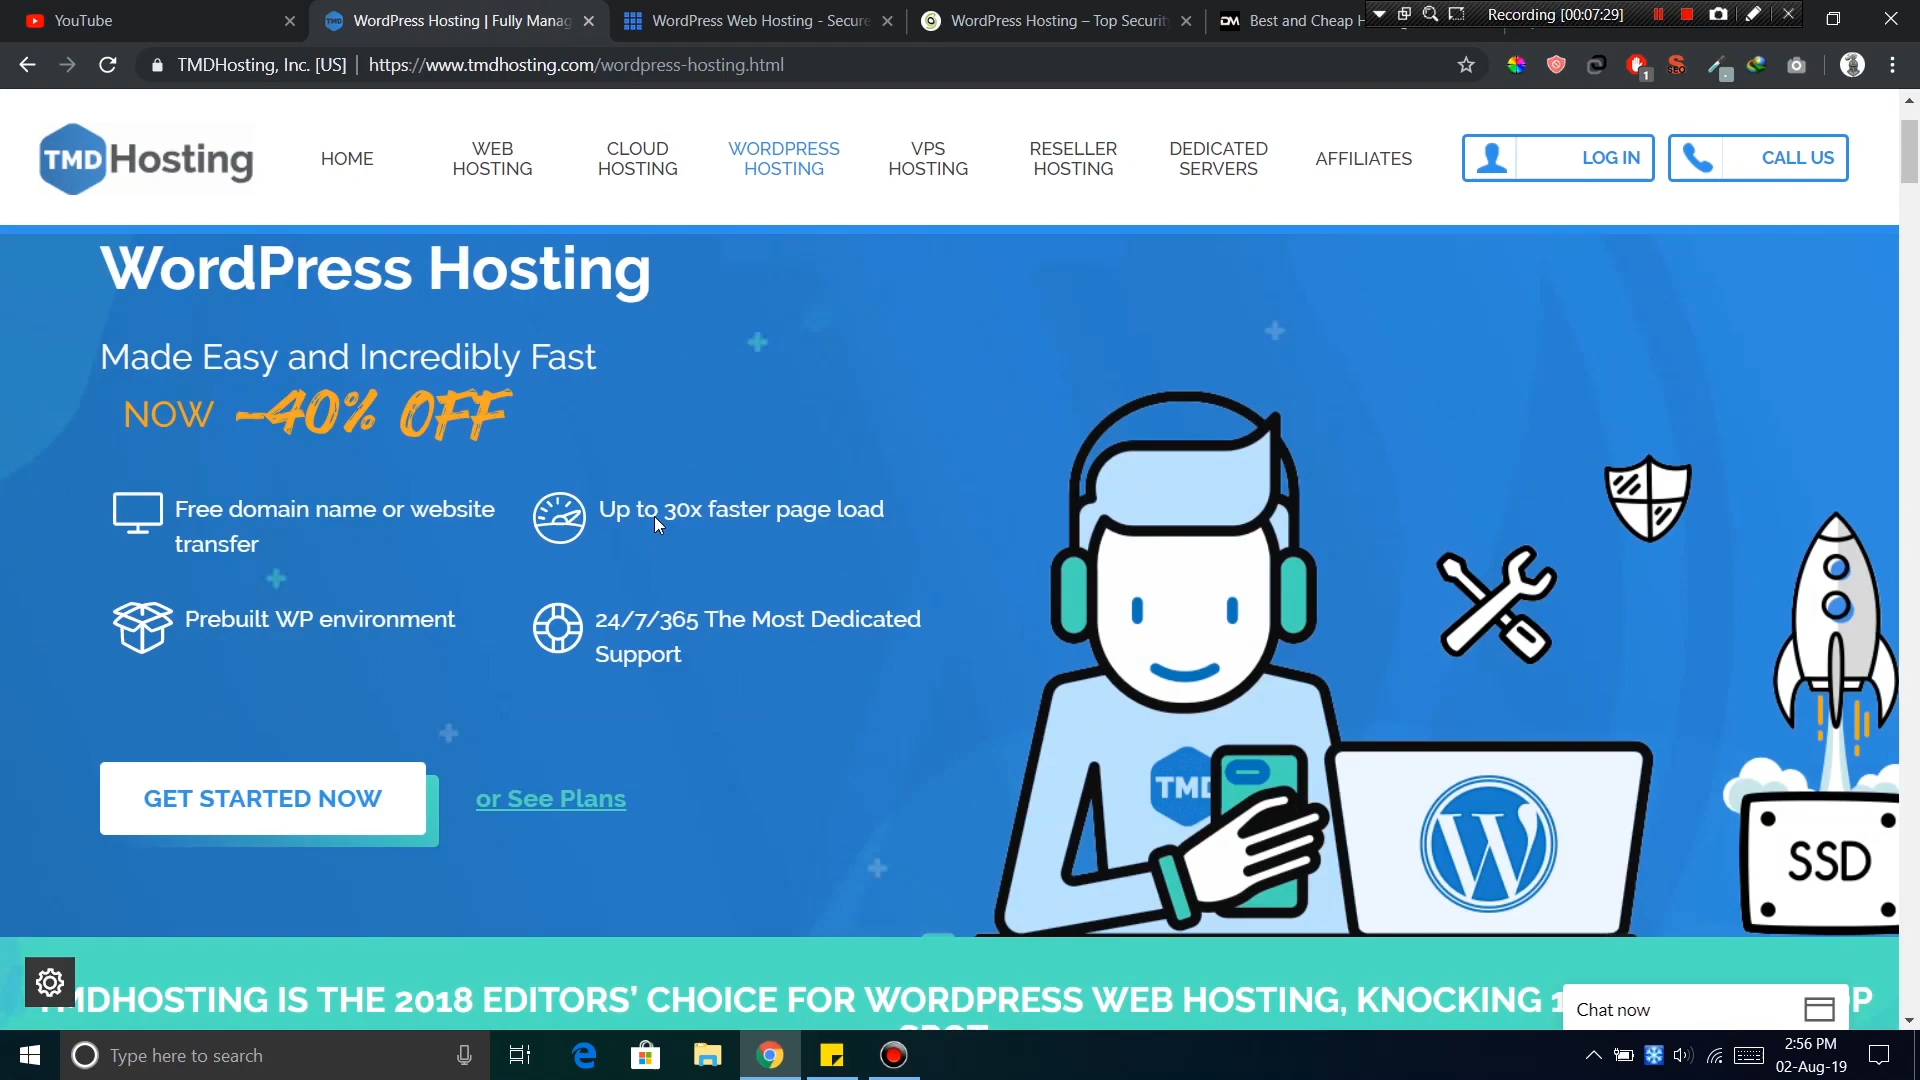 YouTube
WordPress Hosting | Fully Manag
WordPress Web Hosting - Secure
WordPress Hosting – Top Securit
DM
Best and Cheap H
Recording [00:07:29]
TMDHosting, Inc. [US] | https://www.tmdhosting.com/wordpress-hosting.html
1
SEO
TMD Hosting
HOME
WEB
HOSTING
CLOUD
HOSTING
WORDPRESS
HOSTING
VPS
HOSTING
RESELLER
HOSTING
DEDICATED
SERVERS
AFFILIATES
LOG IN
CALL US
WordPress Hosting
Made Easy and Incredibly Fast
NOW -40% OFF
Free domain name or website
transfer
Up to 30x faster page load
Prebuilt WP environment
24/7/365 The Most Dedicated
Support
GET STARTED NOW
or See Plans
TMD
W
SSD
TMDHOSTING IS THE 2018 EDITORS’ CHOICE FOR WORDPRESS WEB HOSTING, KNOCKING
Chat now
Type here to search
2:56 PM
02-Aug-19